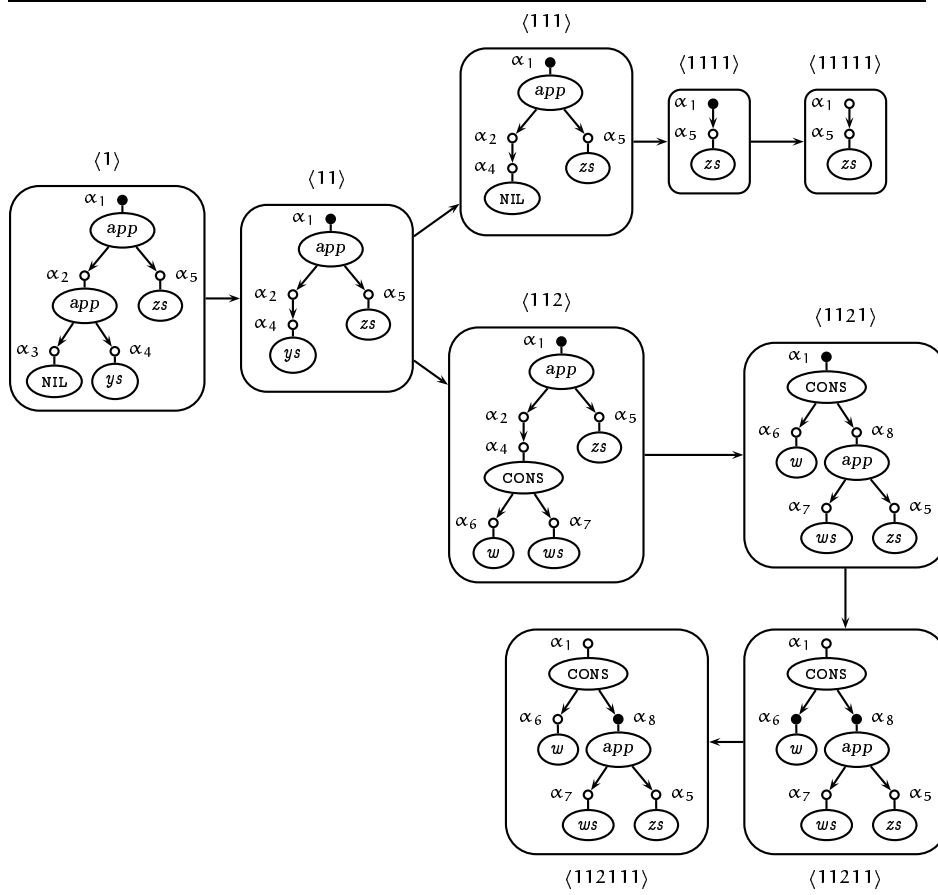 ⟨1⟩
α₁
app
α₂ α₅
app zs
α₃ α₄
NIL ys
⟨11⟩
α₁
app
α₂ α₅
α₄ zs
ys
⟨111⟩
α₁
app
α₂ α₅
α₄ zs
NIL
⟨1111⟩
α₁
α₅
zs
⟨11111⟩
α₁
α₅
zs
⟨112⟩
α₁
app
α₂ α₅
α₄ zs
CONS
α₆ α₇
w ws
⟨1121⟩
α₁
CONS
α₆ α₈
w app
α₇ α₅
ws zs
α₁
CONS
α₆ α₈
w app
α₇ α₅
ws zs
⟨11211⟩
α₁
CONS
α₆ α₈
w app
α₇ α₅
ws zs
⟨112111⟩